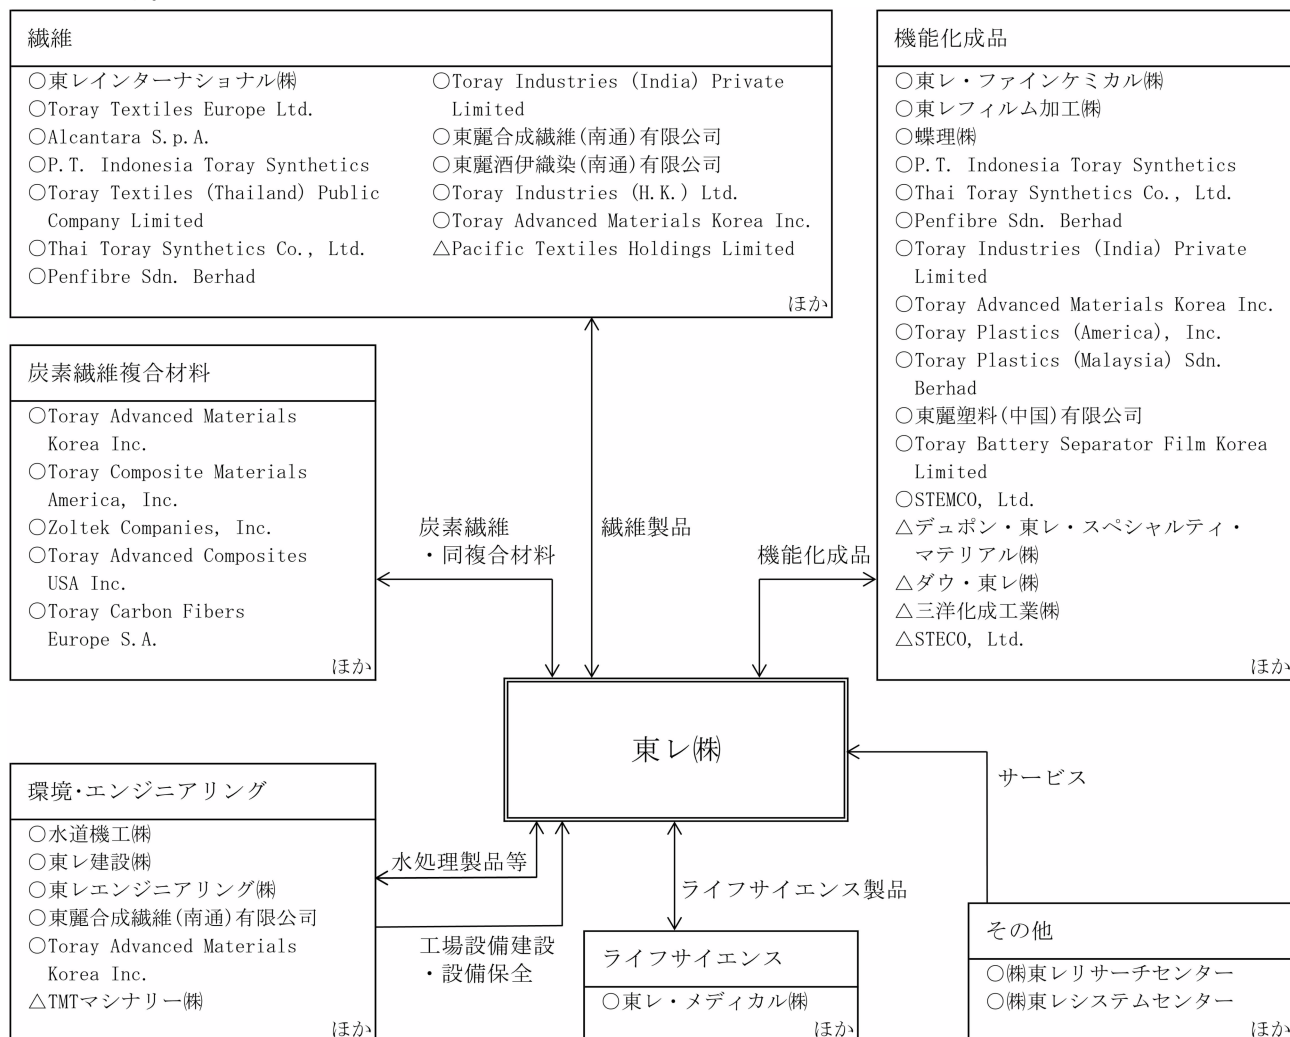 繊維
○東レインターナショナル㈱
○Toray Textiles Europe Ltd.
○Alcantara S.p.A.
○P.T. Indonesia Toray Synthetics
○Toray Textiles (Thailand) Public
Company Limited
○Thai Toray Synthetics Co., Ltd.
○Penfibre Sdn. Berhad
○Toray Industries (India) Private
Limited
○東麗合成繊維(南通)有限公司
○東麗酒伊織染(南通)有限公司
○Toray Industries (H.K.) Ltd.
○Toray Advanced Materials Korea Inc.
△Pacific Textiles Holdings Limited
ほか
機能化成品
○東レ・ファインケミカル㈱
○東レフィルム加工㈱
○蝶理㈱
○P.T. Indonesia Toray Synthetics
○Thai Toray Synthetics Co., Ltd.
○Penfibre Sdn. Berhad
○Toray Industries (India) Private
Limited
○Toray Advanced Materials Korea Inc.
○Toray Plastics (America), Inc.
○Toray Plastics (Malaysia) Sdn.
Berhad
○東麗塑料(中国)有限公司
○Toray Battery Separator Film Korea
Limited
○STEMCO, Ltd.
△デュポン・東レ・スペシャルティ・
マテリアル㈱
△ダウ・東レ㈱
△三洋化成工業㈱
△STECO, Ltd.
ほか
炭素繊維複合材料
○Toray Advanced Materials
Korea Inc.
○Toray Composite Materials
America, Inc.
○Zoltek Companies, Inc.
○Toray Advanced Composites
USA Inc.
○Toray Carbon Fibers
Europe S.A.
ほか
炭素繊維
・同複合材料
繊維製品
機能化成品
東レ㈱
サービス
環境・エンジニアリング
○水道機工㈱
○東レ建設㈱
○東レエンジニアリング㈱
○東麗合成繊維(南通)有限公司
○Toray Advanced Materials
Korea Inc.
△TMTマシナリー㈱
ほか
水処理製品等
工場設備建設
・設備保全
ライフサイエンス製品
ライフサイエンス
○東レ・メディカル㈱
ほか
その他
○㈱東レリサーチセンター
○㈱東レシステムセンター
ほか